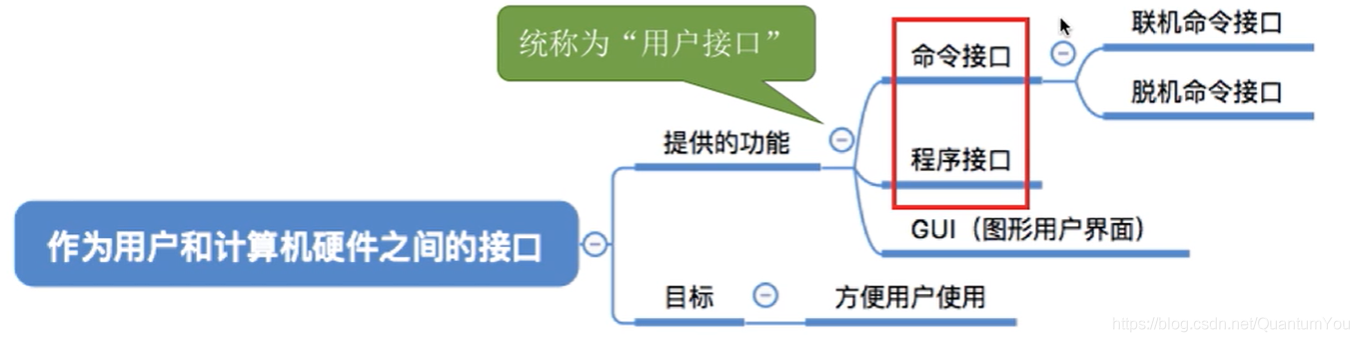 统称为“用户接口”
联机命令接口
命令接口
脱机命令接口
提供的功能
程序接口
GUI（图形用户界面）
作为用户和计算机硬件之间的接口
目标
方便用户使用
https://blog.csdn.net/QuantumYou